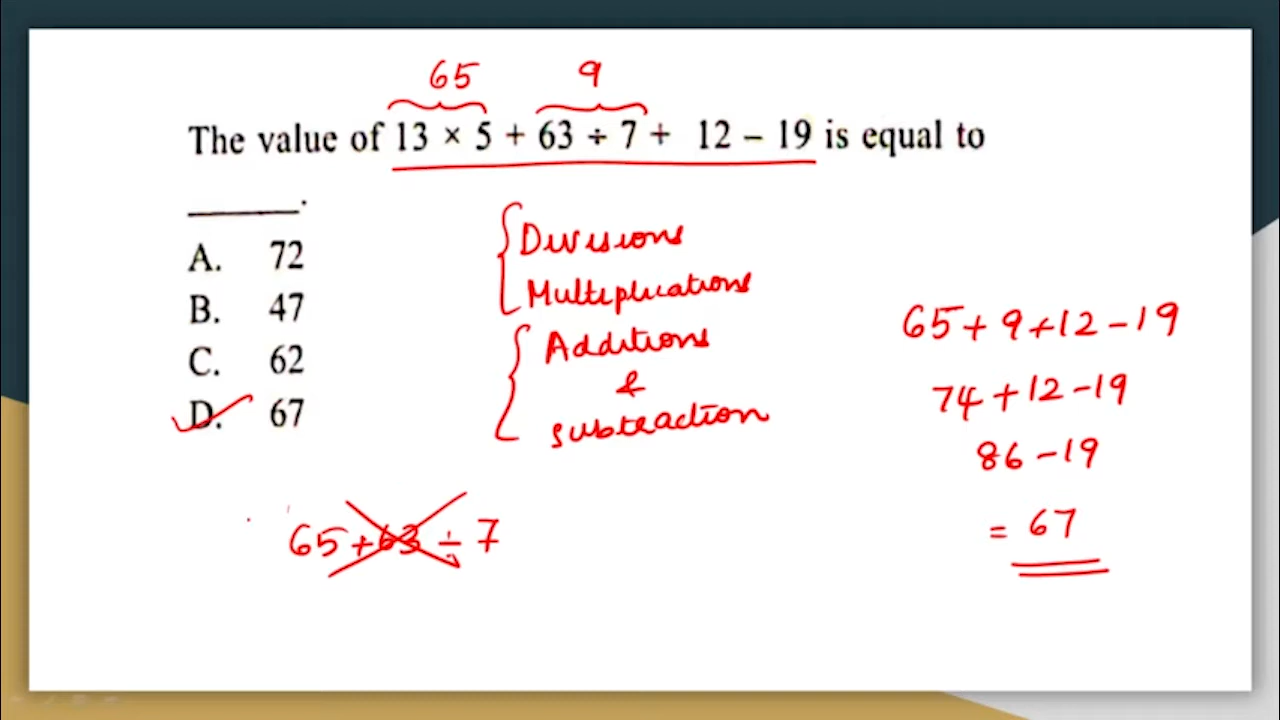 65 9
The value of 13 × 5 + 63 ÷ 7 + 12 – 19 is equal to
______.
A. 72
B. 47
C. 62
D. 67
Divisions
Multiplications
Additions
&
subtraction
65+63 ÷ 7
65+9+12-19
74+12-19
86-19
= 67